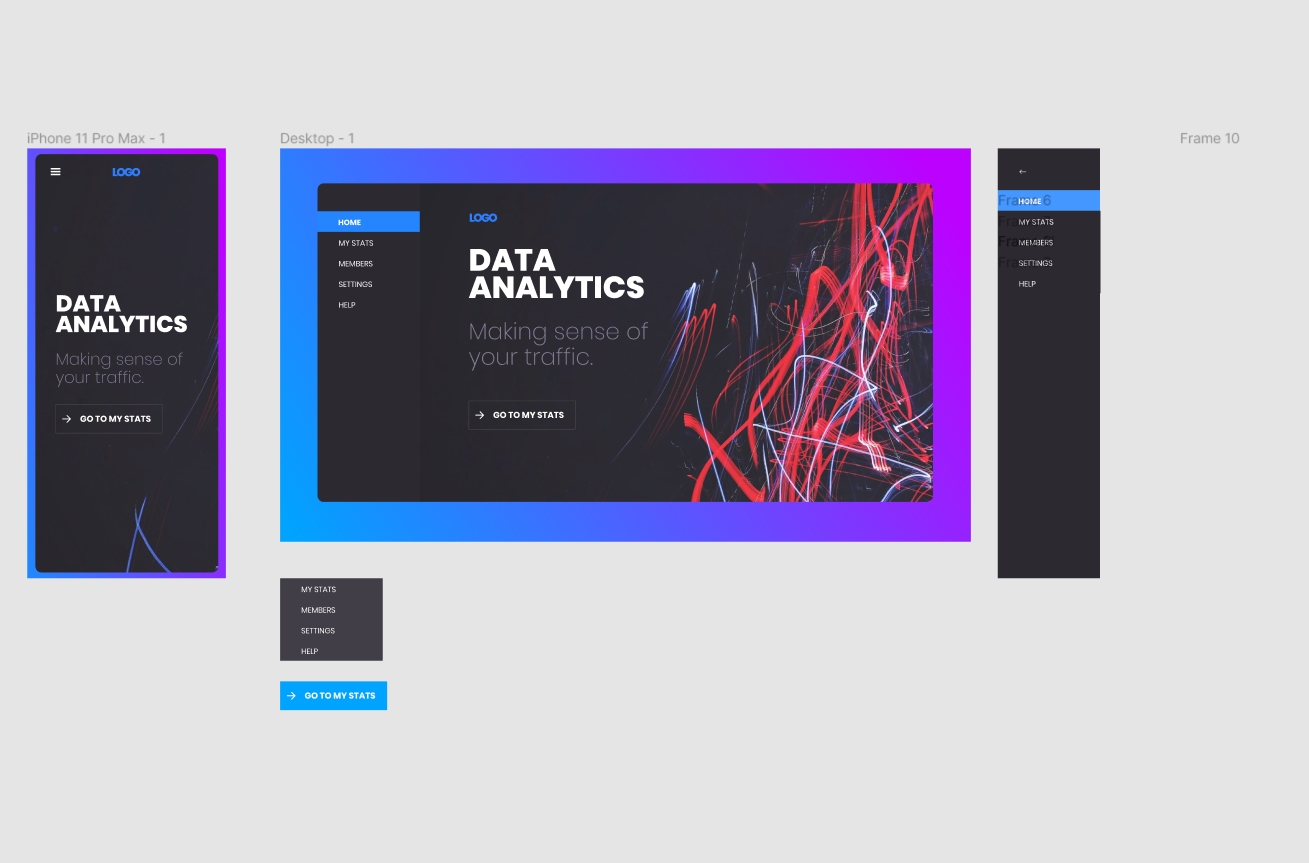 iPhone 11 Pro Max - 1
LOGO
DATA
ANALYTICS
Making sense of
your traffic.
GO TO MY STATS
Desktop - 1
HOME
MY STATS
MEMBERS
SETTINGS
HELP
LOGO
DATA
ANALYTICS
Making sense of
your traffic.
GO TO MY STATS
MY STATS
MEMBERS
SETTINGS
HELP
GO TO MY STATS
HOME
MY STATS
MEMBERS
SETTINGS
HELP
Frame 10